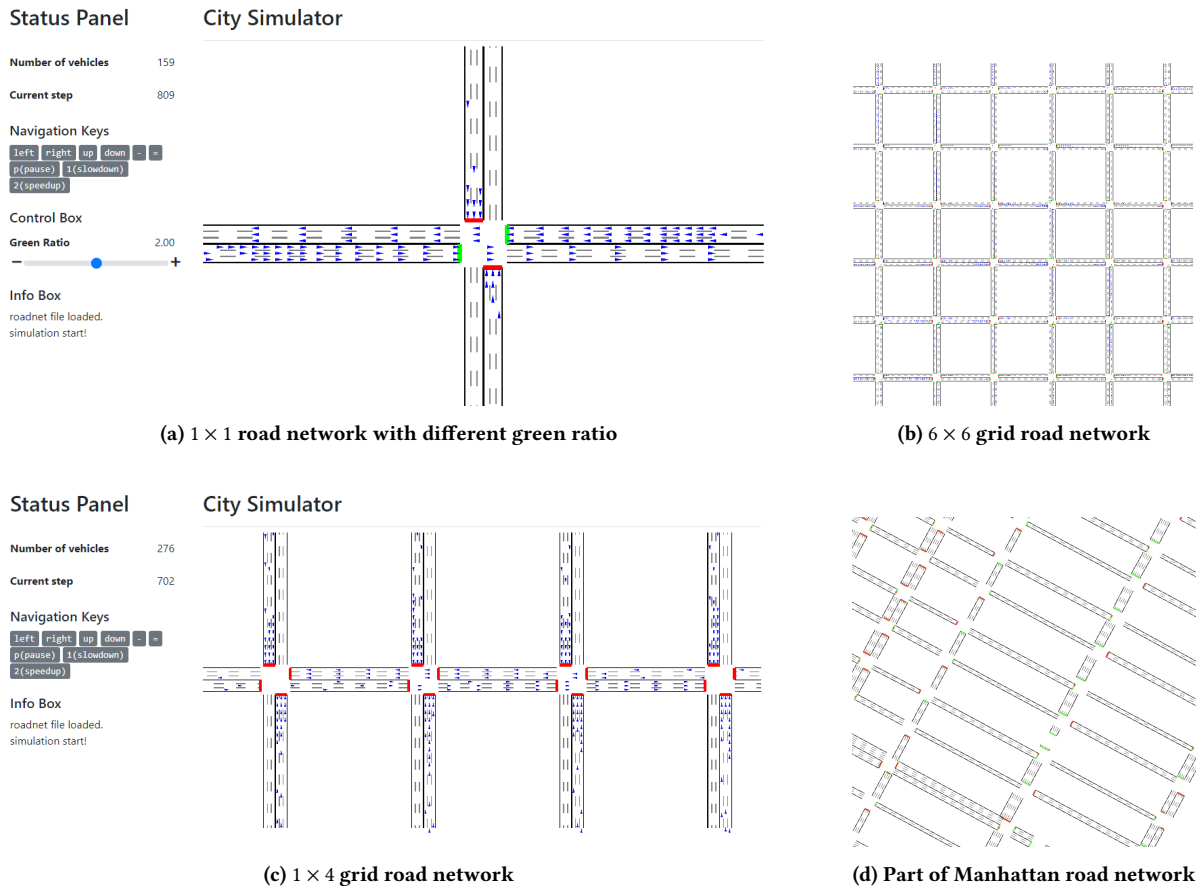 Status Panel
City Simulator
Number of vehicles 159
Current step 809
Navigation Keys
left right up down - =
p(pause) 1(slowdown)
2(speedup)
Control Box
Green Ratio 2.00
− +
Info Box
roadnet file loaded.
simulation start!
(a) 1 × 1 road network with different green ratio
(b) 6 × 6 grid road network
Status Panel
City Simulator
Number of vehicles 276
Current step 702
Navigation Keys
left right up down - =
p(pause) 1(slowdown)
2(speedup)
Info Box
roadnet file loaded.
simulation start!
(c) 1 × 4 grid road network
(d) Part of Manhattan road network